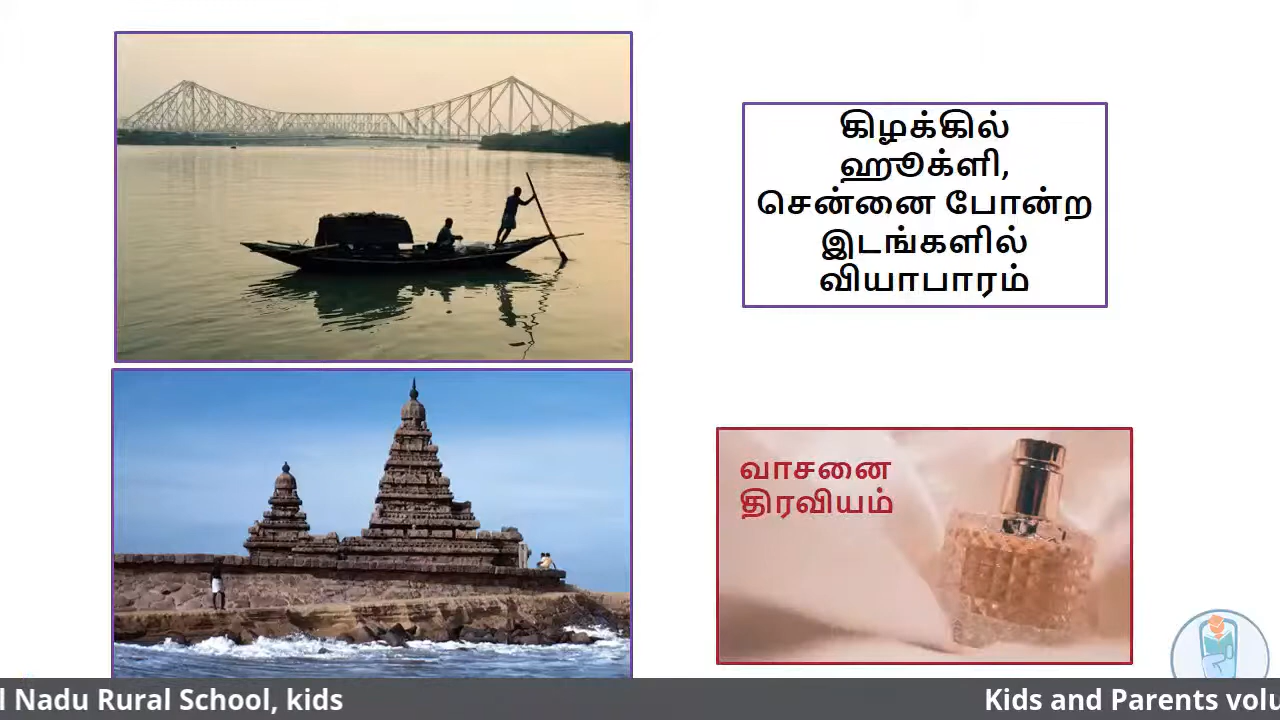 கிழக்கில்
ஹூக்ளி,
சென்னை போன்ற
இடங்களில்
வியாபாரம்
வாசனை
திரவியம்
l Nadu Rural School, kids
Kids and Parents volu